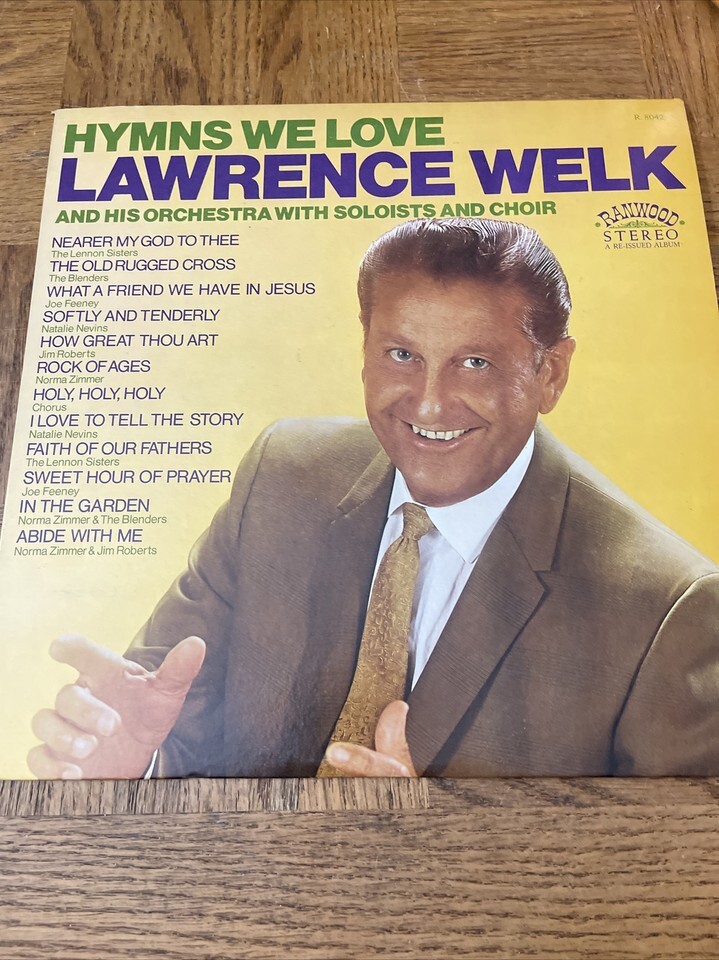 R 8042
HYMNS WE LOVE
LAWRENCE WELK
AND HIS ORCHESTRA WITH SOLOISTS AND CHOIR
RANWOOD
STEREO
A RE-ISSUED ALBUM
NEARER MY GOD TO THEE
The Lennon Sisters
THE OLD RUGGED CROSS
The Blenders
WHAT A FRIEND WE HAVE IN JESUS
Joe Feeney
SOFTLY AND TENDERLY
Natalie Nevins
HOW GREAT THOU ART
Jim Roberts
ROCK OF AGES
Norma Zimmer
HOLY, HOLY, HOLY
Chorus
I LOVE TO TELL THE STORY
Natalie Nevins
FAITH OF OUR FATHERS
The Lennon Sisters
SWEET HOUR OF PRAYER
Joe Feeney
IN THE GARDEN
Norma Zimmer & The Blenders
ABIDE WITH ME
Norma Zimmer & Jim Roberts